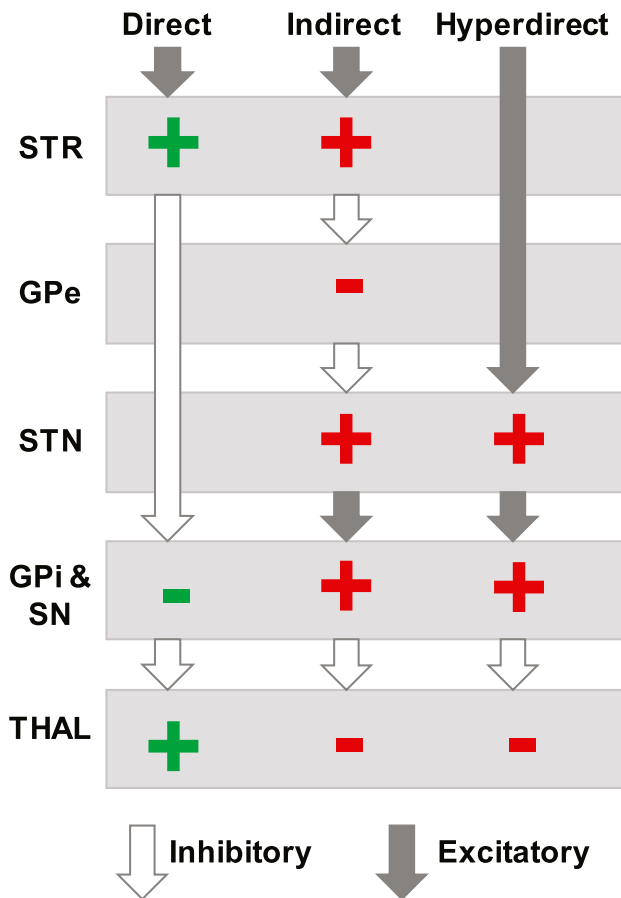 Direct Indirect Hyperdirect
STR
GPe
STN
GPi &
SN
THAL
Inhibitory Excitatory